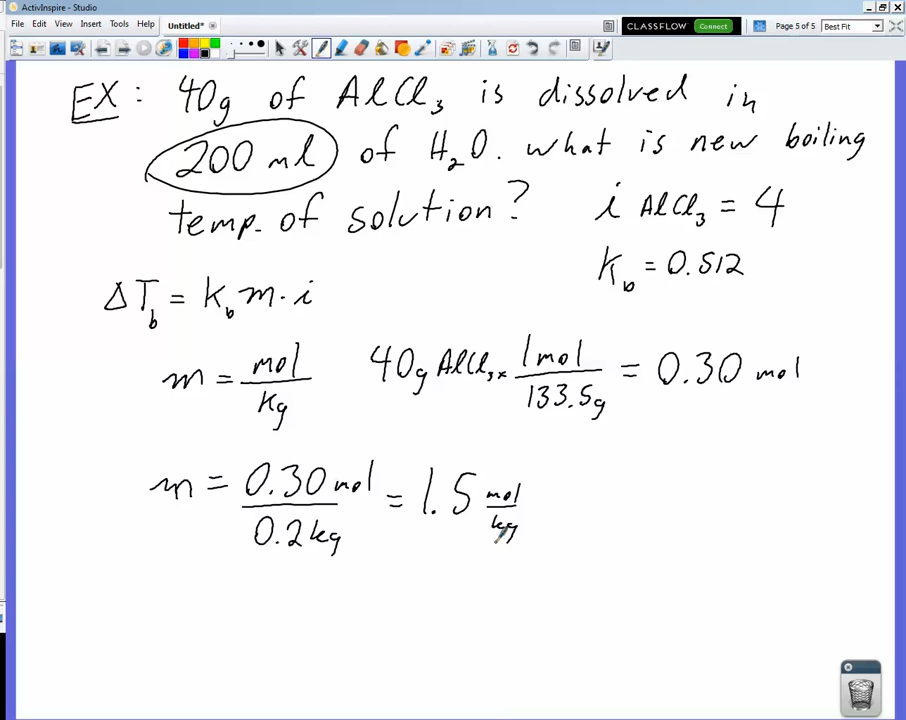 ActivInspire - Studio
File Edit View Insert Tools Help Untitled* Page 5 of 5 Best Fit
CLASSFLOW Connect
EX : 40g of AlCl₃ is dissolved in
200 ml of H₂O. what is new boiling
temp. of solution?
i AlCl₃ = 4
K_b = 0.512
ΔT_b = K_b m · i
m = mol/kg
40g AlCl₃ x 1 mol/133.5g = 0.30 mol
m = 0.30 mol/0.2 kg = 1.5 mol/kg